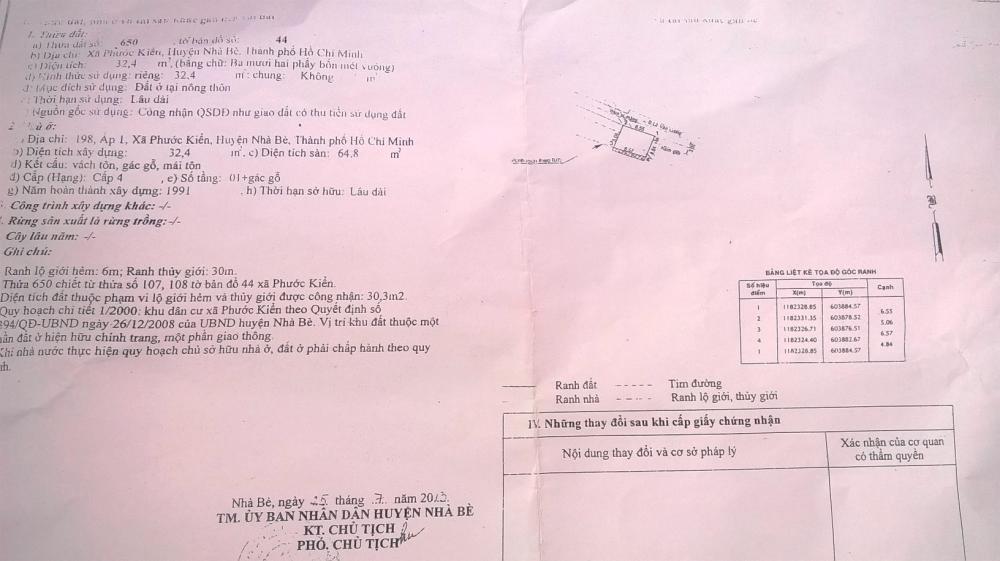 1. Thửa đất:
a) Thửa đất số: 650 , tờ bản đồ số: 44
b) Địa chỉ: Xã Phước Kiển, Huyện Nhà Bè, Thành phố Hồ Chí Minh
c) Diện tích: 32,4 m², (bằng chữ: Ba mươi hai phẩy bốn mét vuông)
d) Hình thức sử dụng: riêng: 32,4 m²: chung: Không m²
đ) Mục đích sử dụng: Đất ở tại nông thôn
Thời hạn sử dụng: Lâu dài
Nguồn gốc sử dụng: Công nhận QSDĐ như giao đất có thu tiền sử dụng đất
2. Nhà ở:
Địa chỉ: 198, Ấp 1, Xã Phước Kiển, Huyện Nhà Bè, Thành phố Hồ Chí Minh
b) Diện tích xây dựng: 32,4 m². c) Diện tích sàn: 64,8 m²
d) Kết cấu: vách tôn, gác gỗ, mái tôn
đ) Cấp (Hạng): Cấp 4 , e) Số tầng: 01+gác gỗ
g) Năm hoàn thành xây dựng: 1991 , h) Thời hạn sở hữu: Lâu dài
Công trình xây dựng khác: -/-
Rừng sản xuất là rừng trồng: -/-
Cây lâu năm: -/-
Ghi chú:
Ranh lộ giới hẻm: 6m; Ranh thủy giới: 30m.
Thửa 650 chiết từ thửa số 107, 108 tờ bản đồ 44 xã Phước Kiển.
Diện tích đất thuộc phạm vi lộ giới hẻm và thủy giới được công nhận: 30,3m2.
Quy hoạch chi tiết 1/2000: khu dân cư xã Phước Kiển theo Quyết định số
894/QĐ-UBND ngày 26/12/2008 của UBND huyện Nhà Bè. Vị trí khu đất thuộc một
phần đất ở hiện hữu chỉnh trang, một phần giao thông.
Khi nhà nước thực hiện quy hoạch chủ sở hữu nhà ở, đất ở phải chấp hành theo quy
Nhà Bè, ngày 25 tháng 7 năm 2013.
TM. ỦY BAN NHÂN DÂN HUYỆN NHÀ BÈ
KT. CHỦ TỊCH
PHÓ. CHỦ TỊCH
BẢNG LIỆT KÊ TỌA ĐỘ GÓC RANH
Số hiệu điểm Tọa độ Cạnh
X(m) Y(m)
1 1182328.85 603884.57
6.55
2 1182331.35 603878.52
5.06
3 1182326.71 603876.51
6.57
4 1182324.40 603882.67
4.84
1 1182328.85 603884.57
Ranh đất Tim đường
Ranh nhà Ranh lộ giới, thủy giới
IV. Những thay đổi sau khi cấp giấy chứng nhận
Nội dung thay đổi và cơ sở pháp lý
Xác nhận của cơ quan
có thẩm quyền